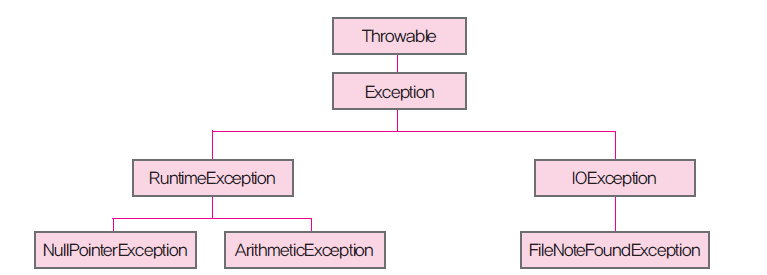 Throwable
Exception
RuntimeException
IOException
NullPointerException
ArithmeticException
FileNoteFoundException